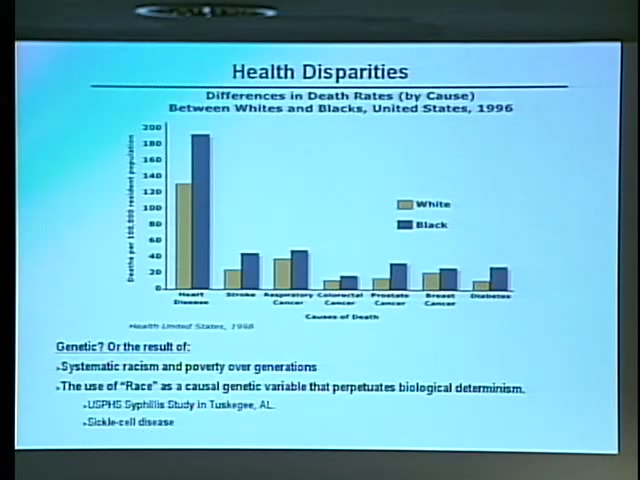 Health Disparities
Differences in Death Rates (by Cause)
Between Whites and Blacks, United States, 1996
Deaths per 100,000 resident population
200
180
160
140
120
100
80
60
40
20
0
White
Black
Heart Disease
Stroke
Respiratory Cancer
Colorectal Cancer
Prostate Cancer
Breast Cancer
Diabetes
Causes of Death
Health United States, 1998
Genetic? Or the result of:
Systematic racism and poverty over generations
The use of “Race” as a causal genetic variable that perpetuates biological determinism.
USPHS Syphillis Study in Tuskegee, AL.
Sickle-cell disease